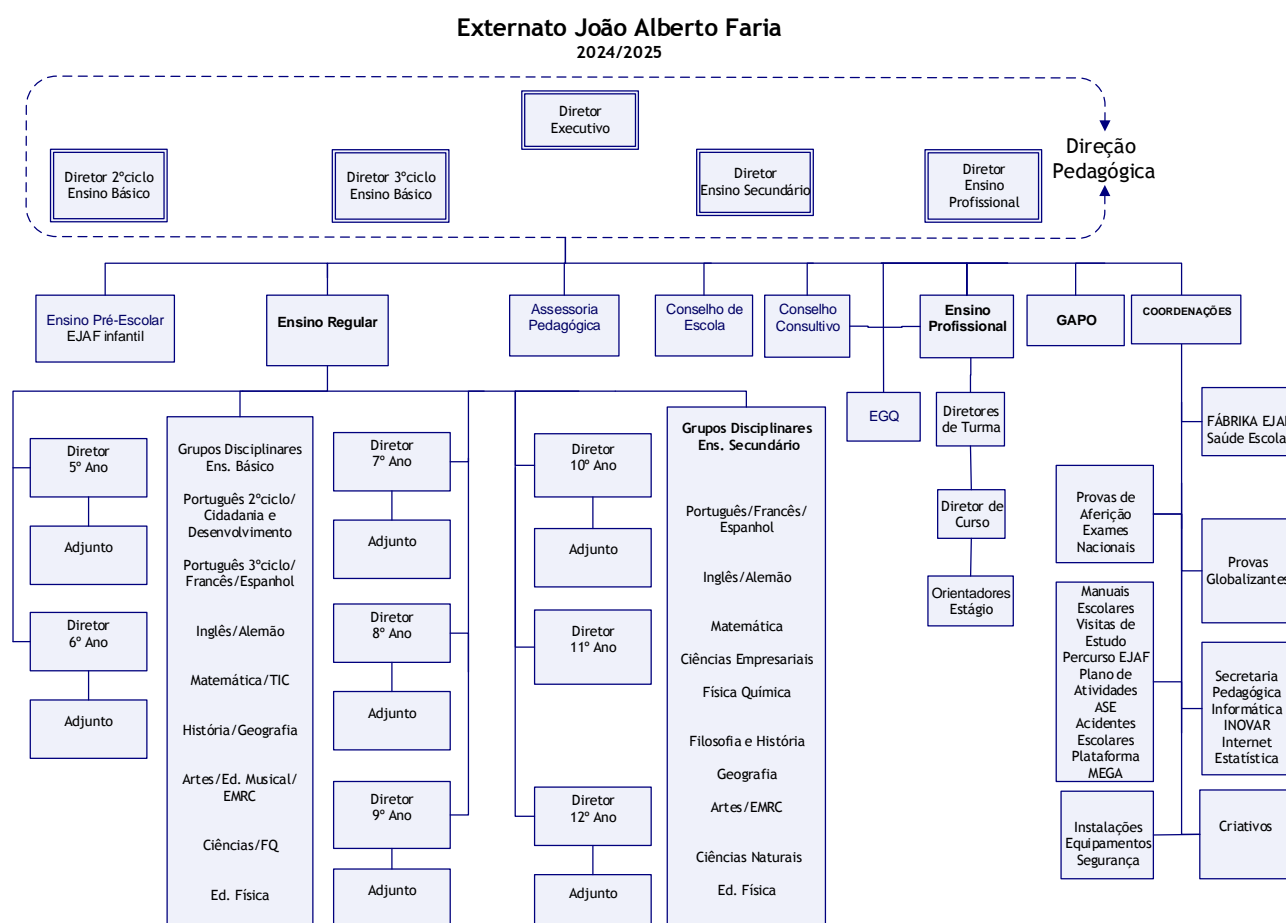 Externato João Alberto Faria
2024/2025
Diretor
Executivo
Direção
Pedagógica
Diretor 2ºciclo
Ensino Básico
Diretor 3ºciclo
Ensino Básico
Diretor
Ensino Secundário
Diretor
Ensino
Profissional
Ensino Pré-Escolar
EJAF infantil
Ensino Regular
Assessoria
Pedagógica
Conselho de
Escola
Conselho
Consultivo
Ensino
Profissional
GAPO
COORDENAÇÕES
EGQ
Diretores
de Turma
Diretor de
Curso
Orientadores
Estágio
Diretor
5º Ano
Adjunto
Diretor
6º Ano
Adjunto
Grupos Disciplinares
Ens. Básico
Português 2ºciclo/
Cidadania e
Desenvolvimento
Português 3ºciclo/
Francês/Espanhol
Inglês/Alemão
Matemática/TIC
História/Geografia
Artes/Ed. Musical/
EMRC
Ciências/FQ
Ed. Física
Diretor
7º Ano
Adjunto
Diretor
8º Ano
Adjunto
Diretor
9º Ano
Adjunto
Diretor
10º Ano
Adjunto
Diretor
11º Ano
Diretor
12º Ano
Adjunto
Grupos Disciplinares
Ens. Secundário
Português/Francês/
Espanhol
Inglês/Alemão
Matemática
Ciências Empresariais
Física Química
Filosofia e História
Geografia
Artes/EMRC
Ciências Naturais
Ed. Física
FÁBRIKA EJAF
Saúde Escola
Provas de
Aferição
Exames
Nacionais
Provas
Globalizantes
Manuais
Escolares
Visitas de
Estudo
Percurso EJAF
Plano de
Atividades
ASE
Acidentes
Escolares
Plataforma
MEGA
Secretaria
Pedagógica
Informática
INOVAR
Internet
Estatística
Instalações
Equipamentos
Segurança
Criativos